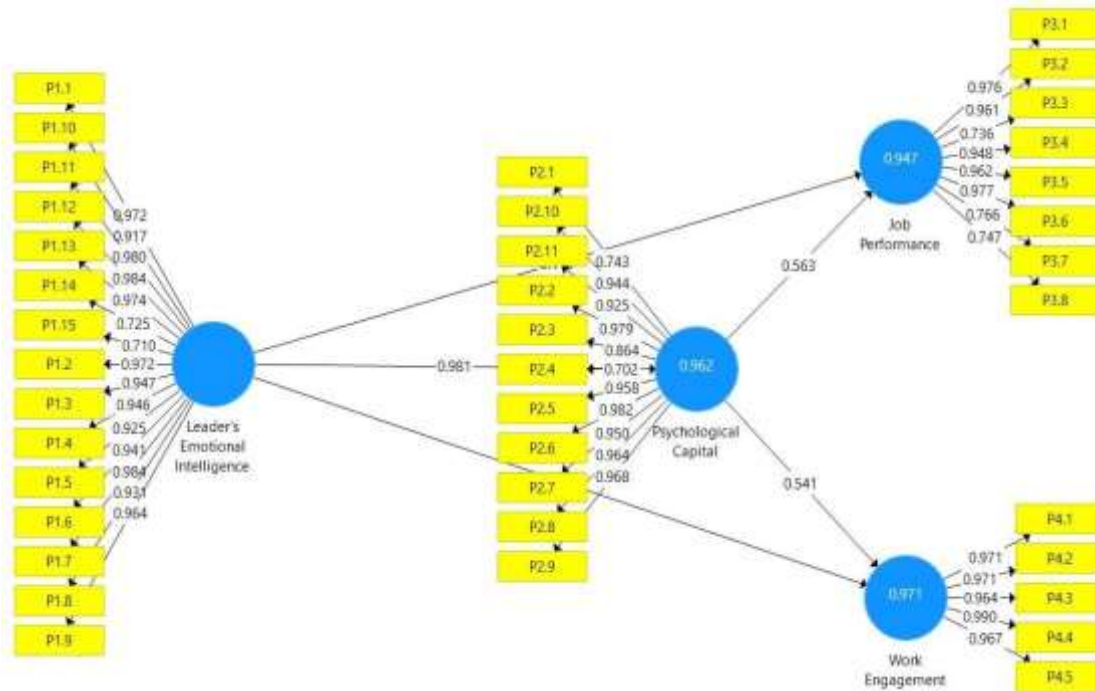 P1.1
P1.10
P1.11
P1.12
P1.13
P1.14
P1.15
P1.2
P1.3
P1.4
P1.5
P1.6
P1.7
P1.8
P1.9
0.972
0.917
0.980
0.984
0.974
0.725
0.710
0.972
0.947
0.946
0.925
0.941
0.984
0.931
0.964
Leader's
Emotional
Intelligence
0.981
P2.1
P2.10
P2.11
P2.2
P2.3
P2.4
P2.5
P2.6
P2.7
P2.8
P2.9
0.743
0.944
0.925
0.979
0.864
0.702
0.958
0.982
0.950
0.964
0.968
0.962
Psychological
Capital
0.563
0.541
0.947
Job
Performance
0.976
0.961
0.736
0.948
0.962
0.977
0.766
0.747
P3.1
P3.2
P3.3
P3.4
P3.5
P3.6
P3.7
P3.8
0.971
Work
Engagement
0.971
0.971
0.964
0.990
0.967
P4.1
P4.2
P4.3
P4.4
P4.5